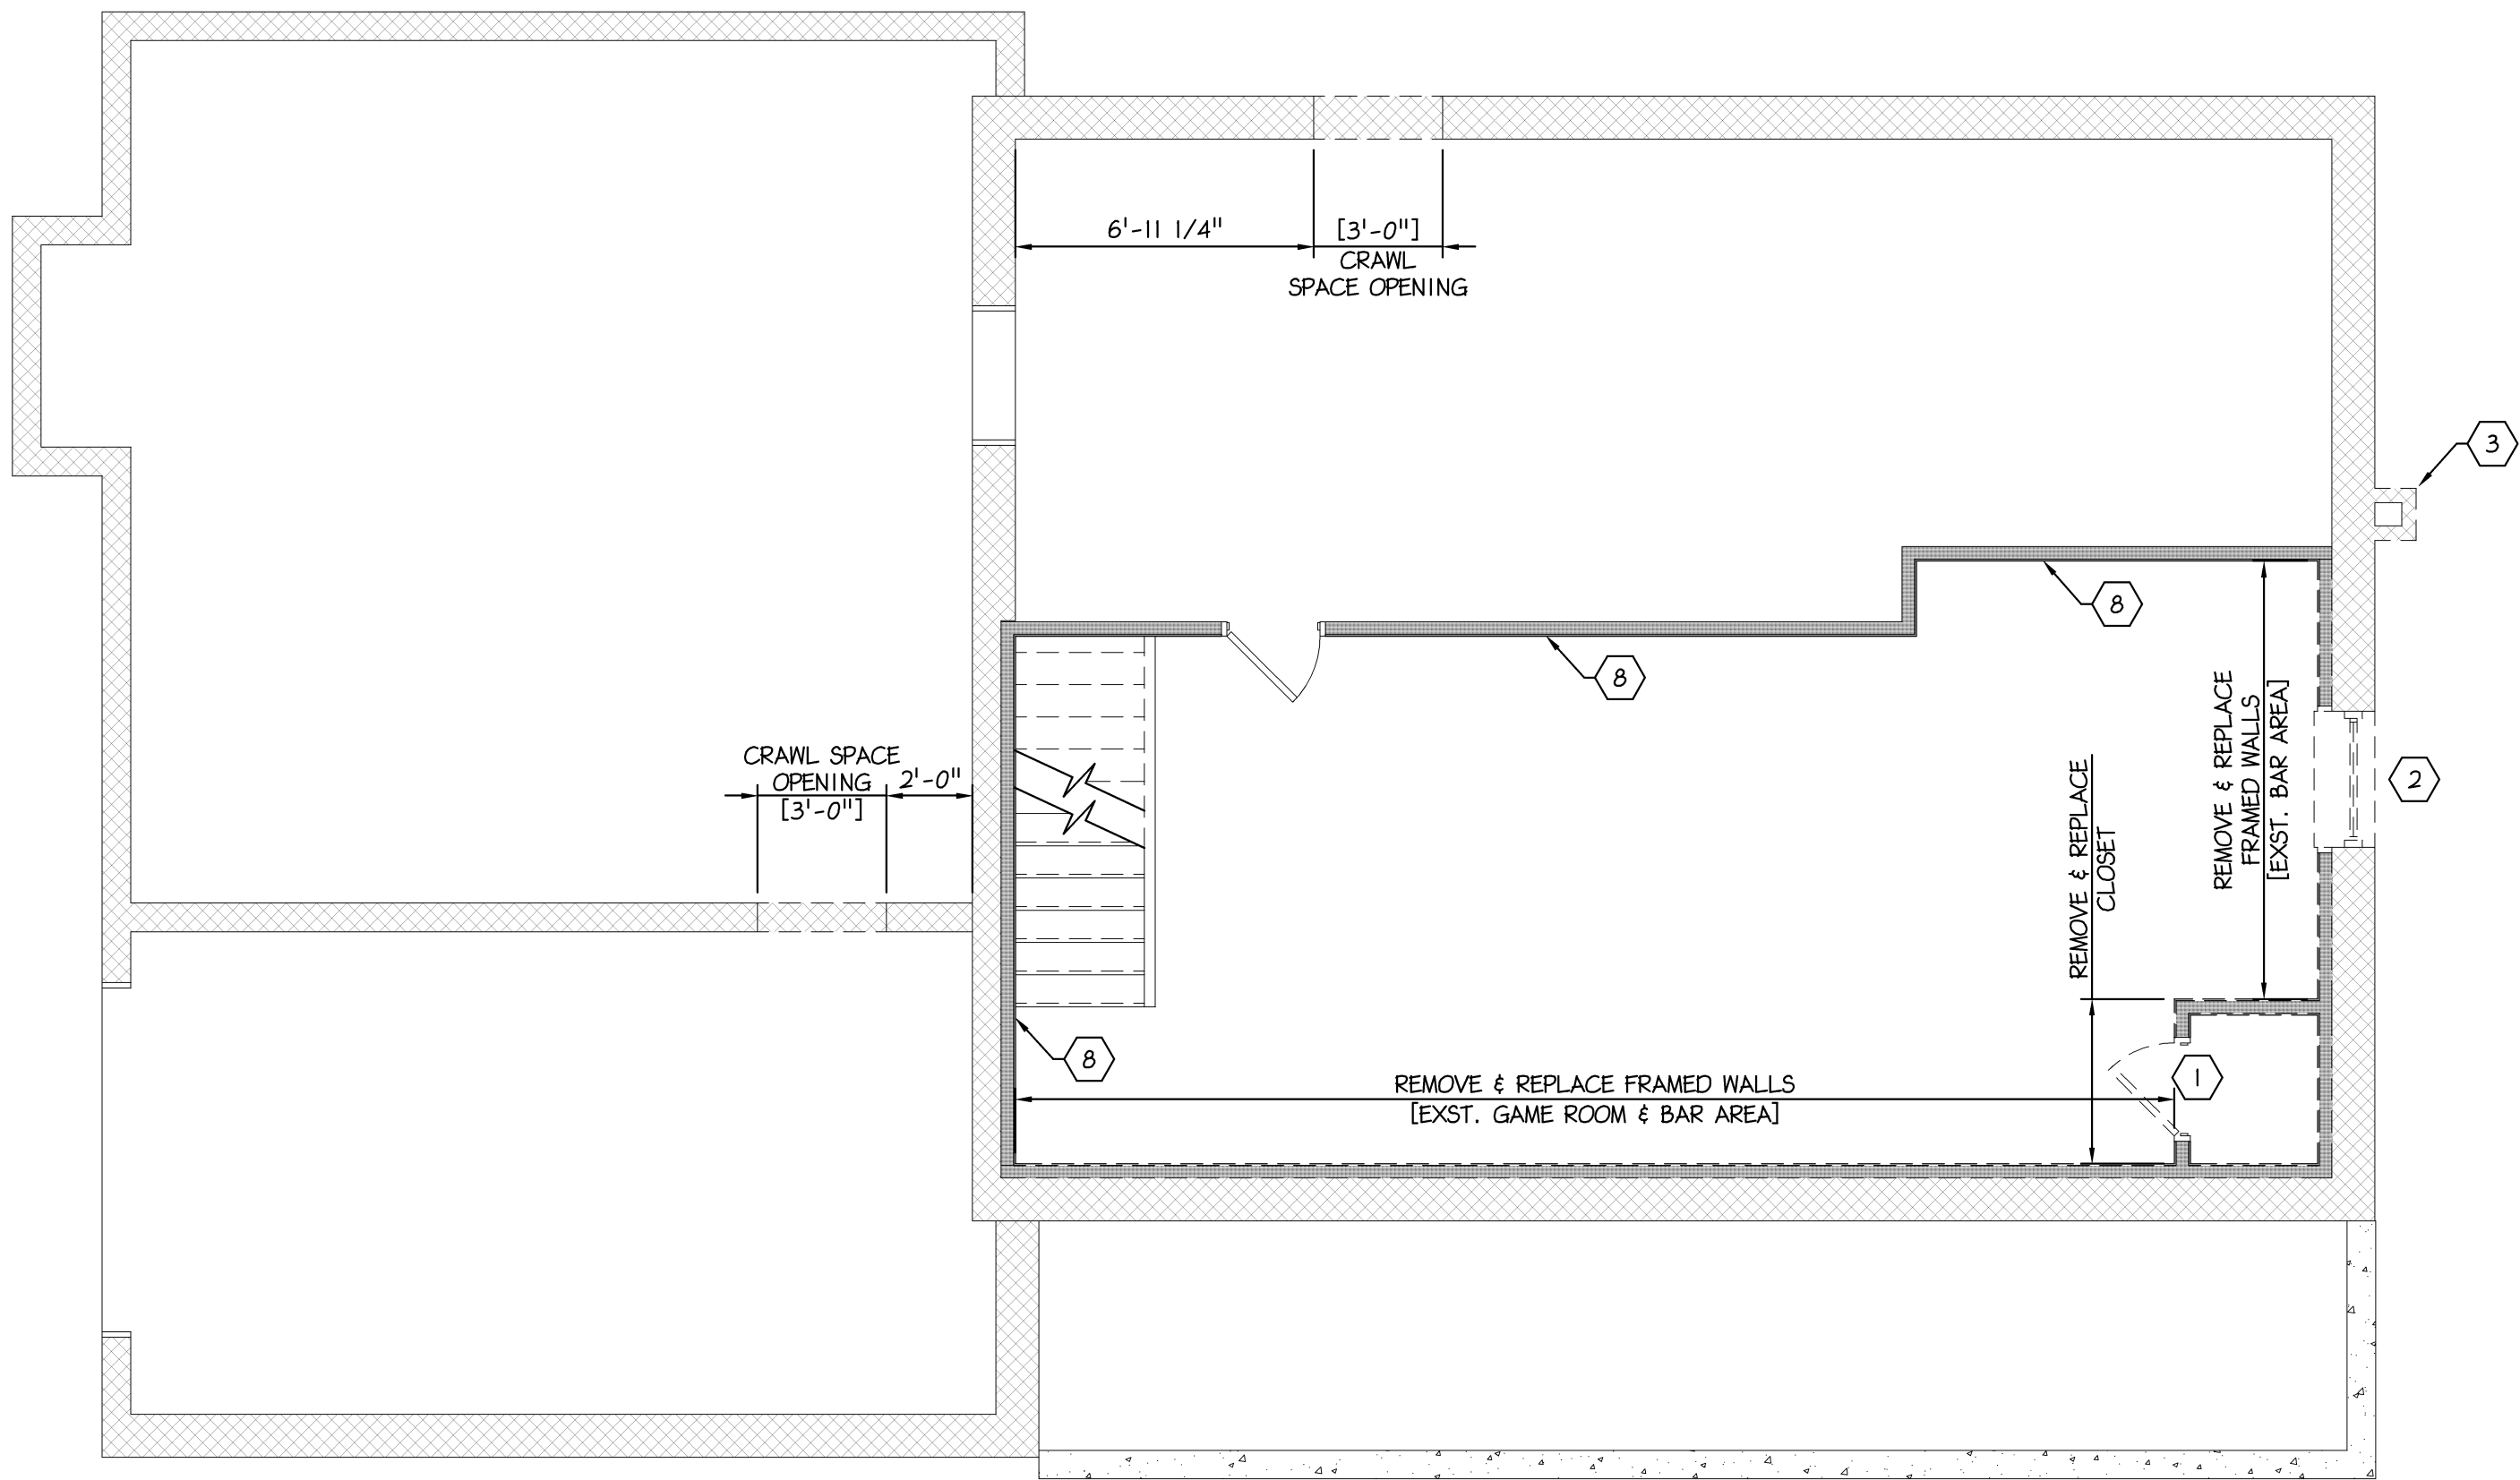 6'-11 1/4"
[3'-0"]
CRAWL
SPACE OPENING
3
8
8
REMOVE & REPLACE
FRAMED WALLS
[EXST. BAR AREA]
CRAWL SPACE
OPENING
[3'-0"]
2'-0"
2
REMOVE & REPLACE
CLOSET
8
1
REMOVE & REPLACE FRAMED WALLS
[EXST. GAME ROOM & BAR AREA]